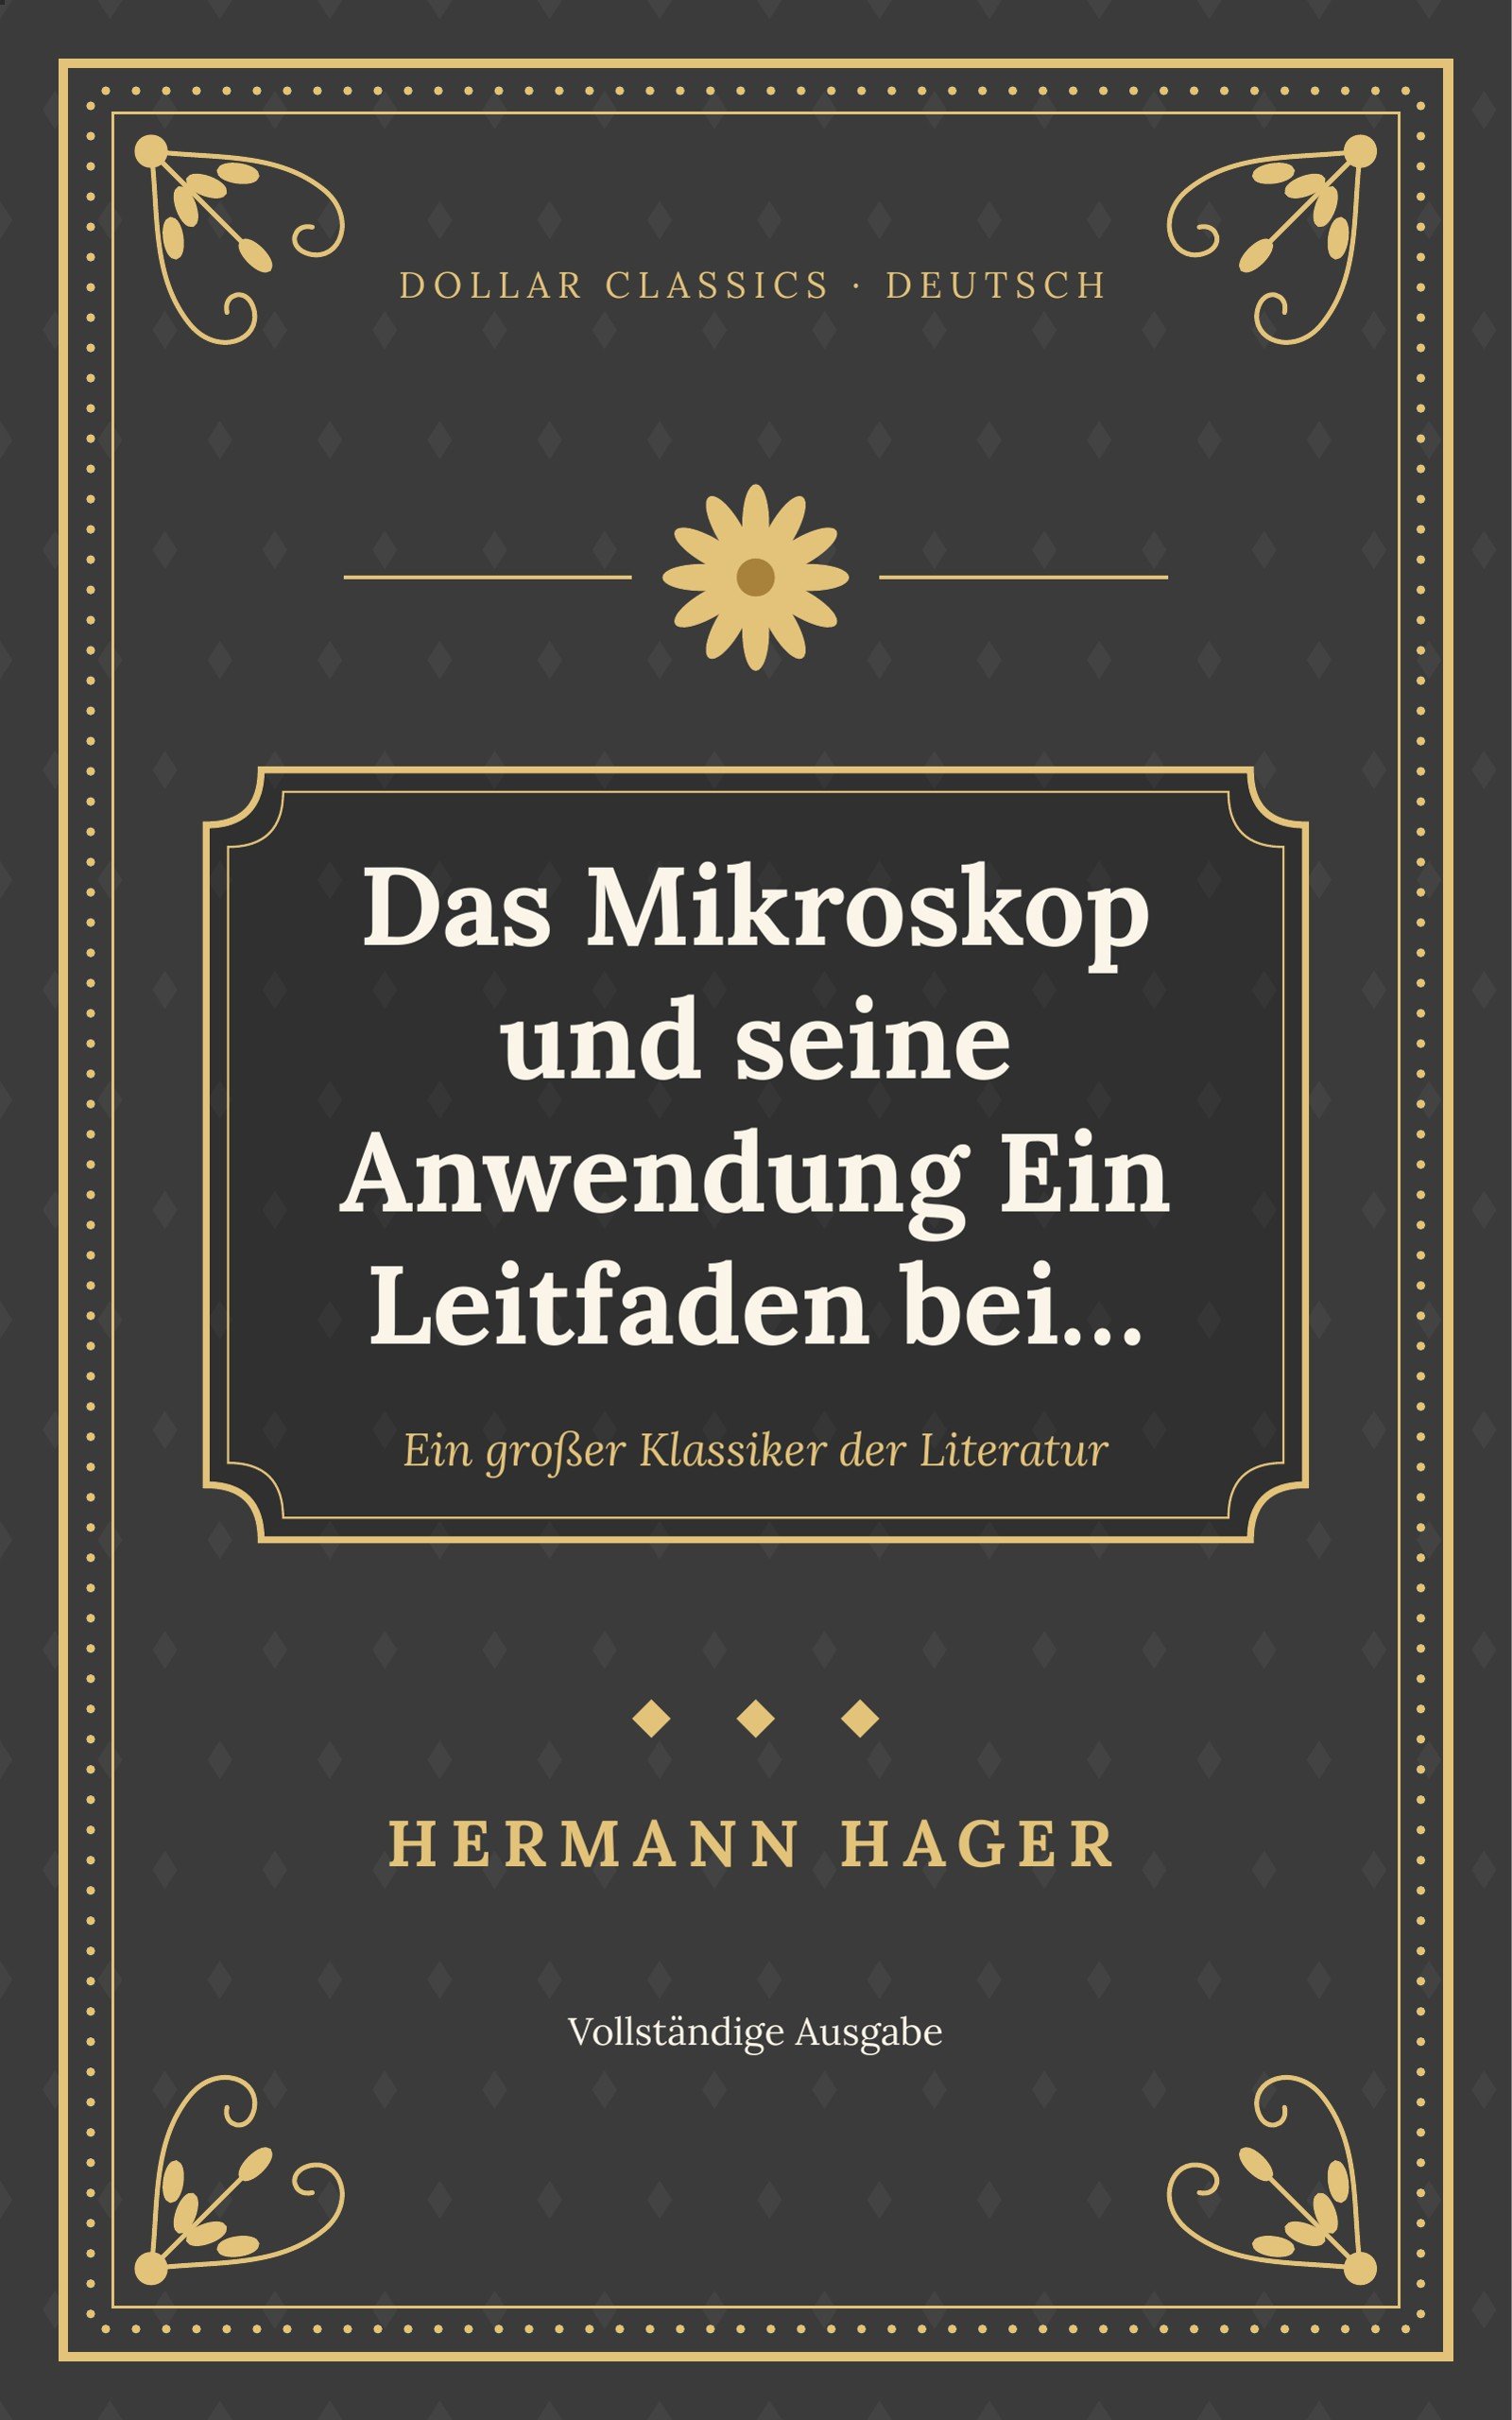 DOLLAR CLASSICS · DEUTSCH
Das Mikroskop
und seine
Anwendung Ein
Leitfaden bei...
Ein großer Klassiker der Literatur
HERMANN HAGER
Vollständige Ausgabe